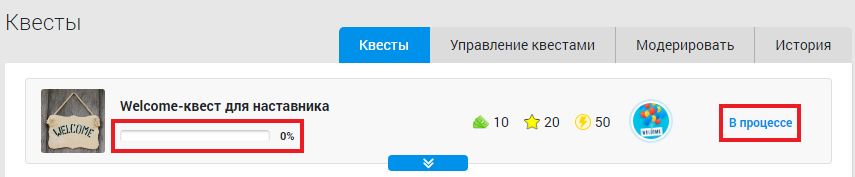 Квесты
Квесты Управление квестами Модерировать История
Welcome-квест для наставника
WELCOME
0%
10 20 50
WELCOME
В процессе